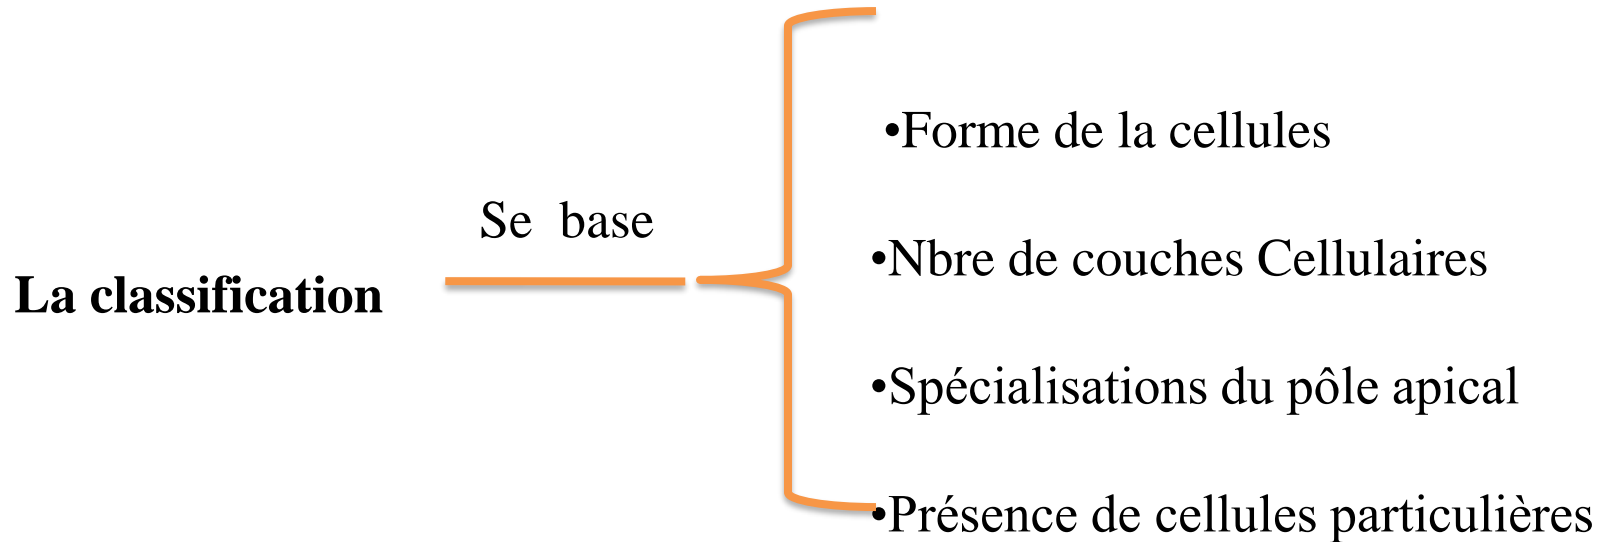 La classification
Se base
•Forme de la cellules
•Nbre de couches Cellulaires
•Spécialisations du pôle apical
•Présence de cellules particulières